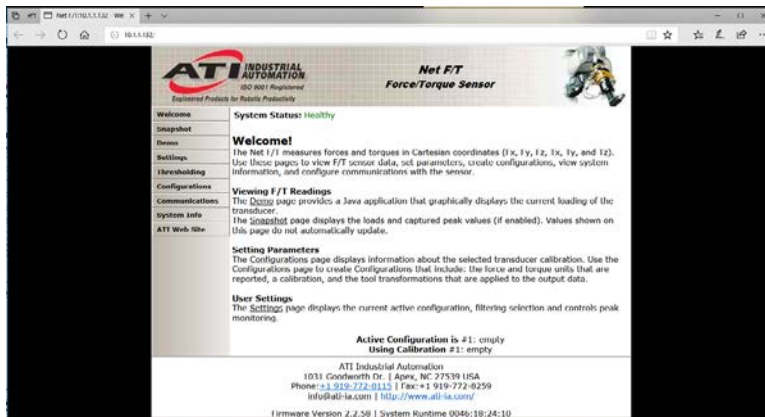 Net F/T:10.1.1.132 - We
10.1.1.132/
ATI INDUSTRIAL AUTOMATION
ISO 9001 Registered
Engineered Products for Robotic Productivity
Net F/T
Force/Torque Sensor
Welcome
Snapshot
Demo
Settings
Thresholding
Configurations
Communications
System Info
ATI Web Site
System Status: Healthy
Welcome!
The Net F/T measures forces and torques in Cartesian coordinates (Fx, Fy, Fz, Tx, Ty, and Tz).
Use these pages to view F/T sensor data, set parameters, create configurations, view system
information, and configure communications with the sensor.
Viewing F/T Readings
The Demo page provides a Java application that graphically displays the current loading of the
transducer.
The Snapshot page displays the loads and captured peak values (if enabled). Values shown on
this page do not automatically update.
Setting Parameters
The Configurations page displays information about the selected transducer calibration. Use the
Configurations page to create Configurations that include: the force and torque units that are
reported, a calibration, and the tool transformations that are applied to the output data.
User Settings
The Settings page displays the current active configuration, filtering selection and controls peak
monitoring.
Active Configuration is #1: empty
Using Calibration #1: empty
ATI Industrial Automation
1031 Goodworth Dr. | Apex, NC 27539 USA
Phone:+1 919-772-0115 | Fax:+1 919-772-8259
info@ati-ia.com | http://www.ati-ia.com/
Firmware Version 2.2.58 | System Runtime 0046:18:24:10